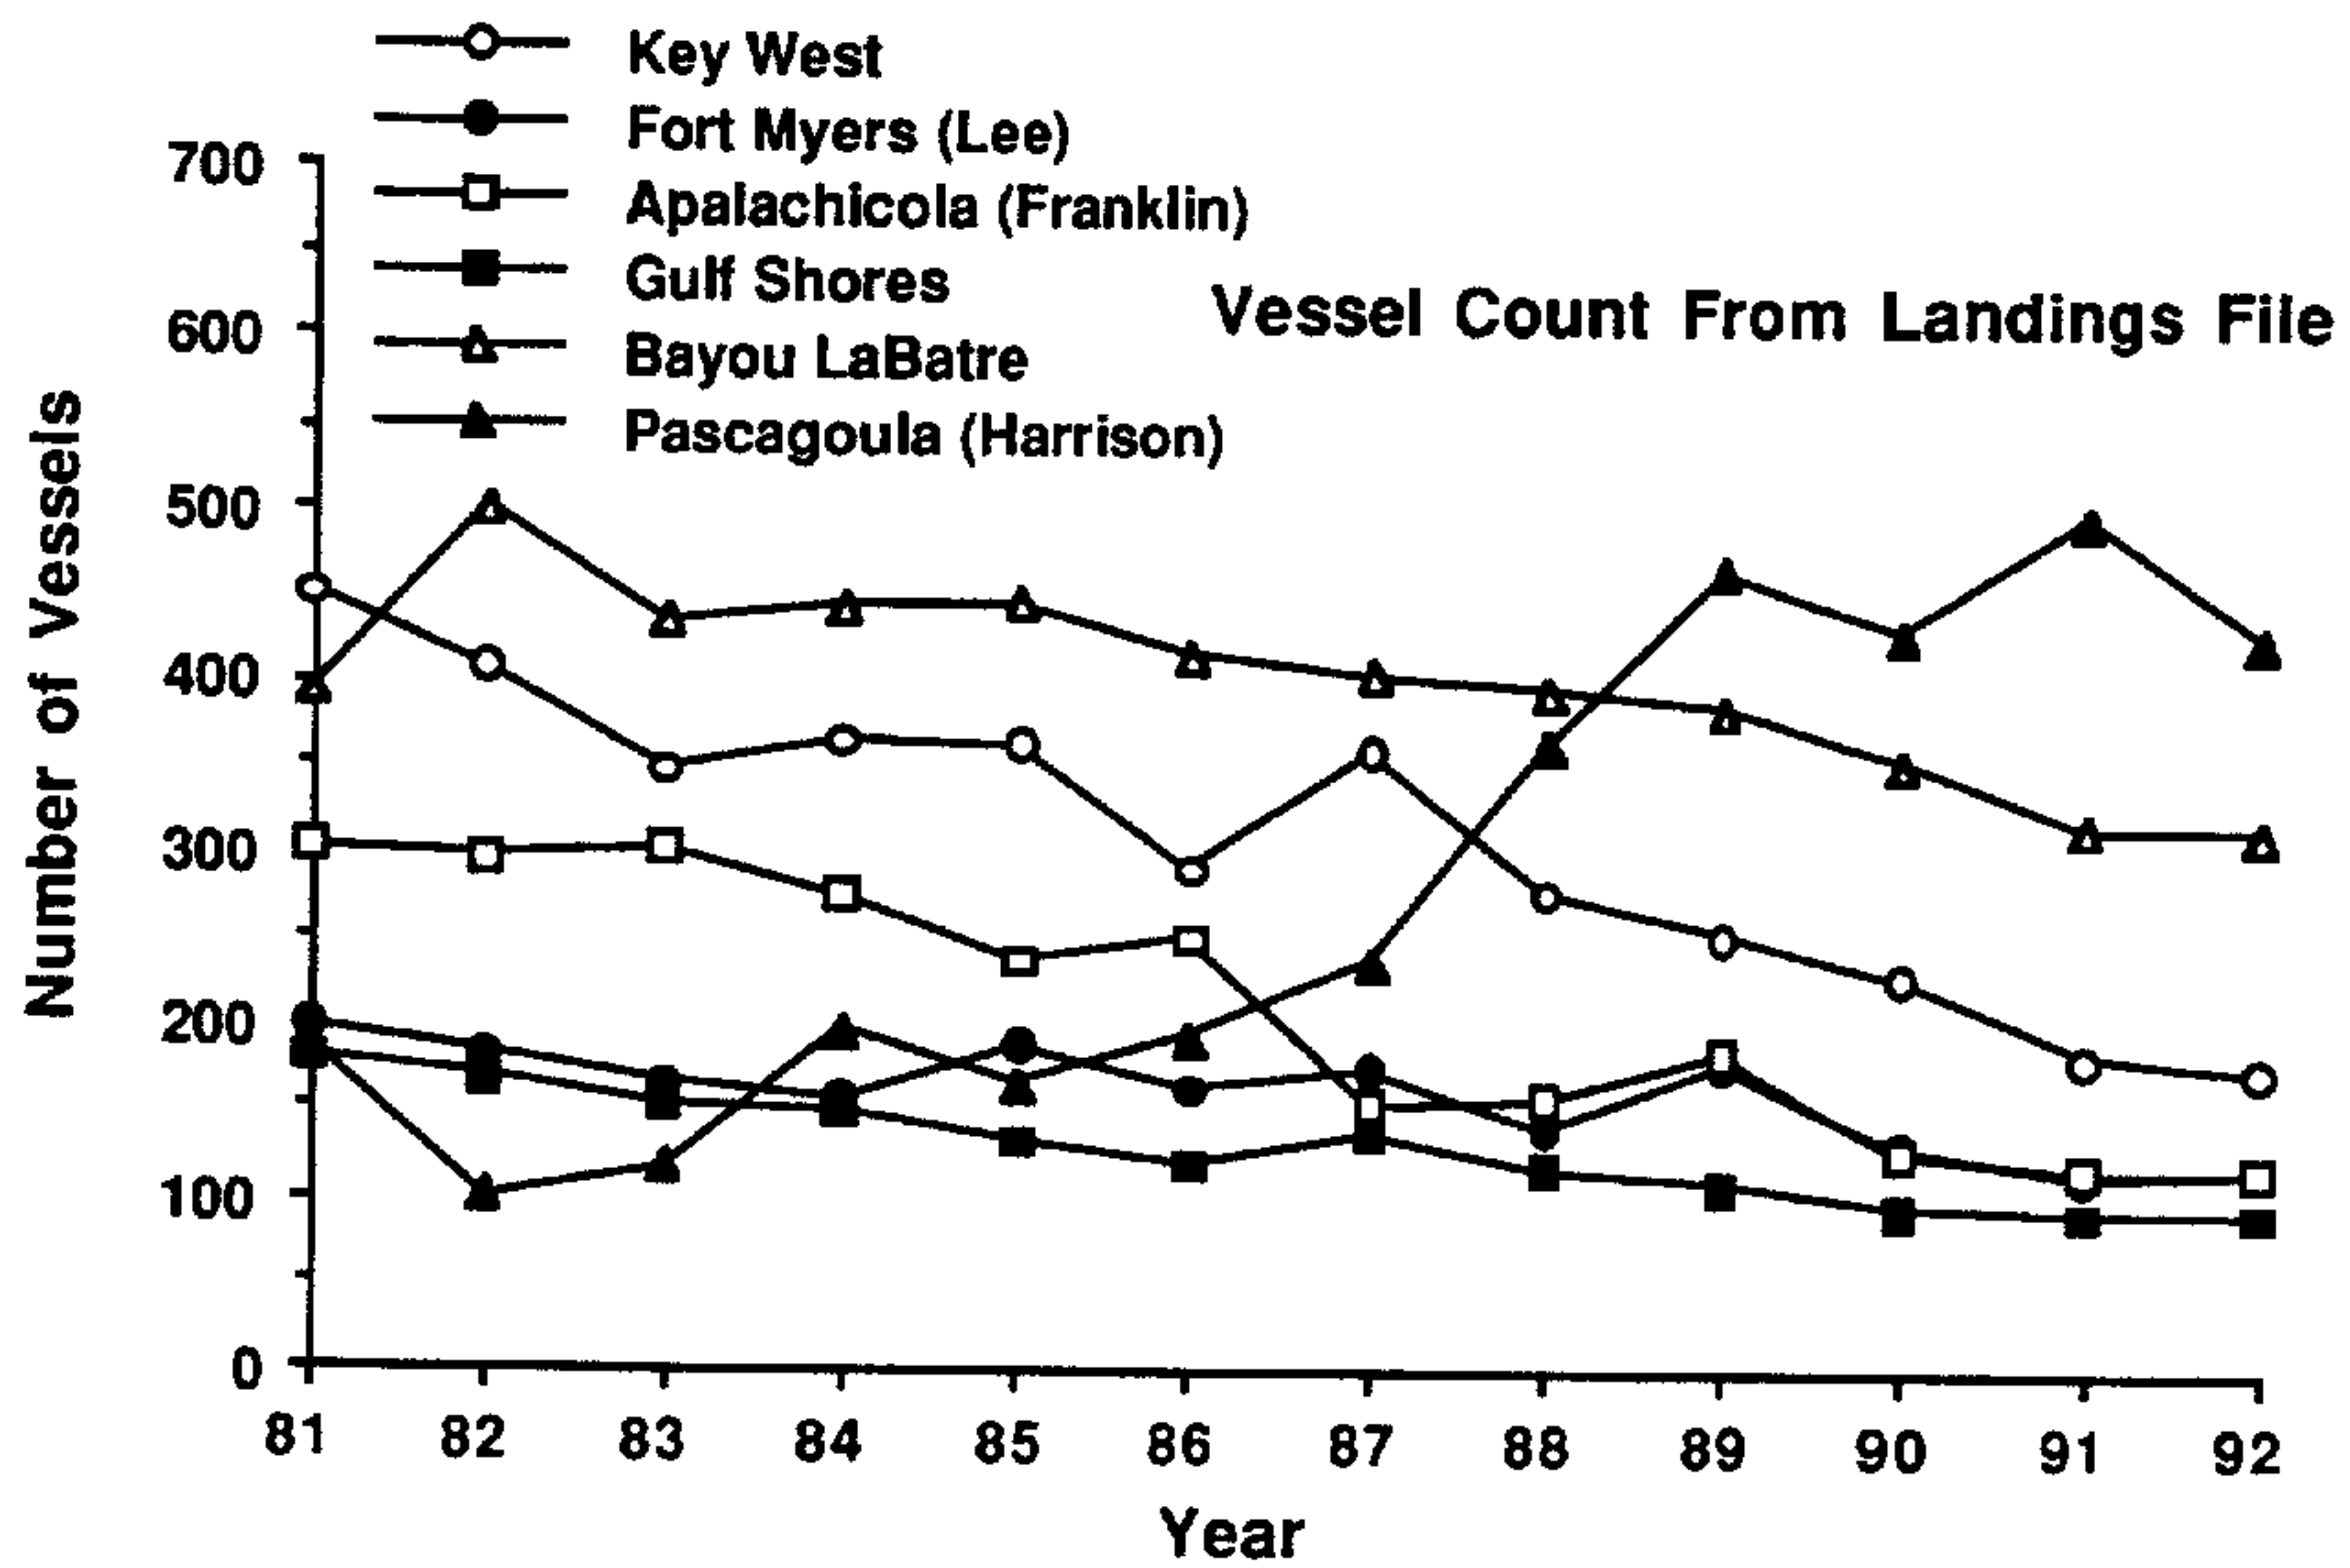 Key West
Fort Myers (Lee)
Apalachicola (Franklin)
Gulf Shores
Bayou LaBatre
Pascagoula (Harrison)
Vessel Count From Landings File
Number of Vessels
700
600
500
400
300
200
100
0
81 82 83 84 85 86 87 88 89 90 91 92
Year